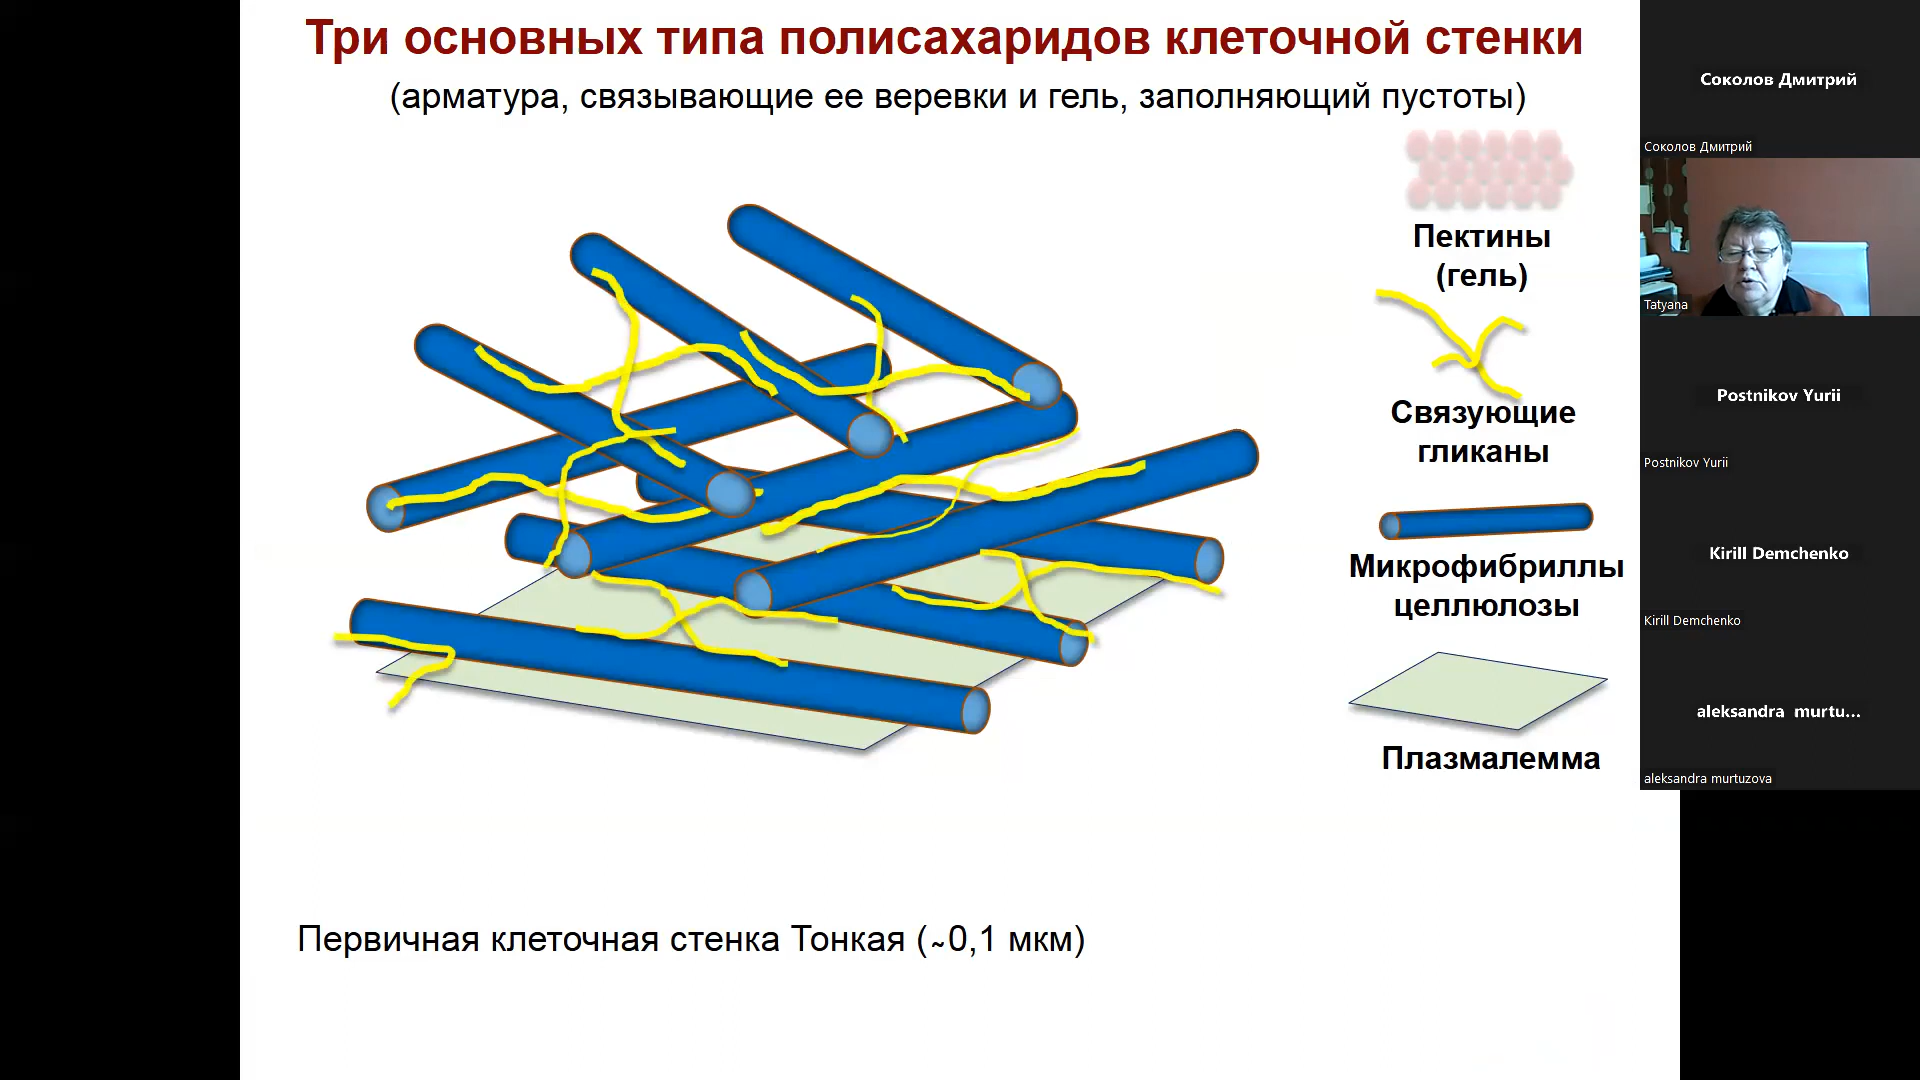 Три основных типа полисахаридов клеточной стенки
(арматура, связывающие ее веревки и гель, заполняющий пустоты)
Пектины
(гель)
Связующие
гликаны
Микрофибриллы
целлюлозы
Плазмалемма
Первичная клеточная стенка Тонкая (~0,1 мкм)
Соколов Дмитрий
Соколов Дмитрий
Tatyana
Postnikov Yurii
Postnikov Yurii
Kirill Demchenko
Kirill Demchenko
aleksandra murtu...
aleksandra murtuzova